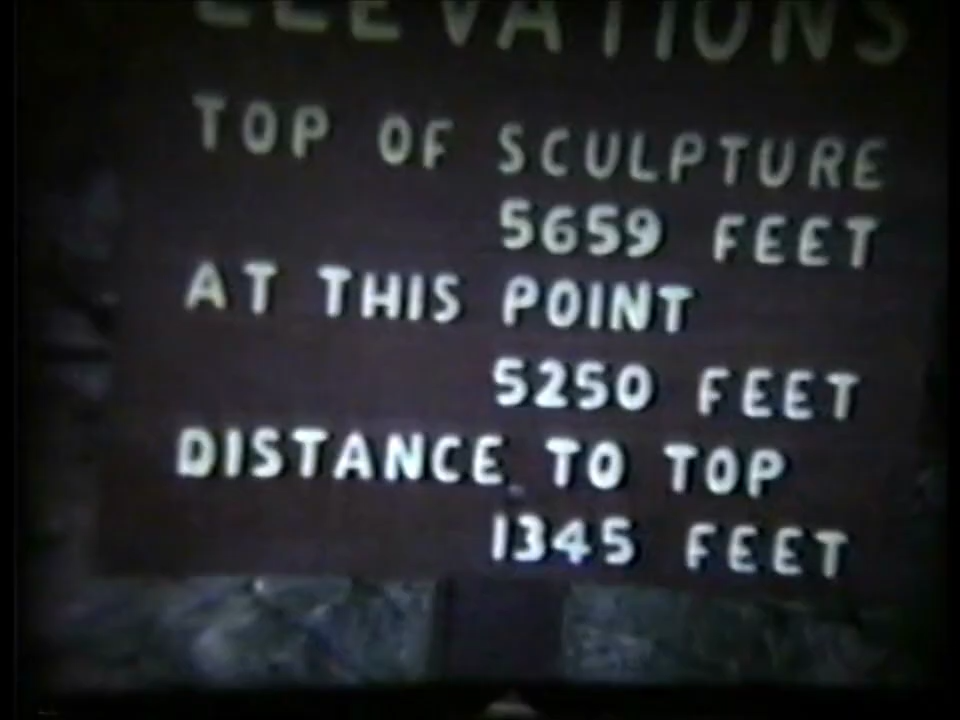 ELEVATIONS
TOP OF SCULPTURE
5659 FEET
AT THIS POINT
5250 FEET
DISTANCE TO TOP
1345 FEET